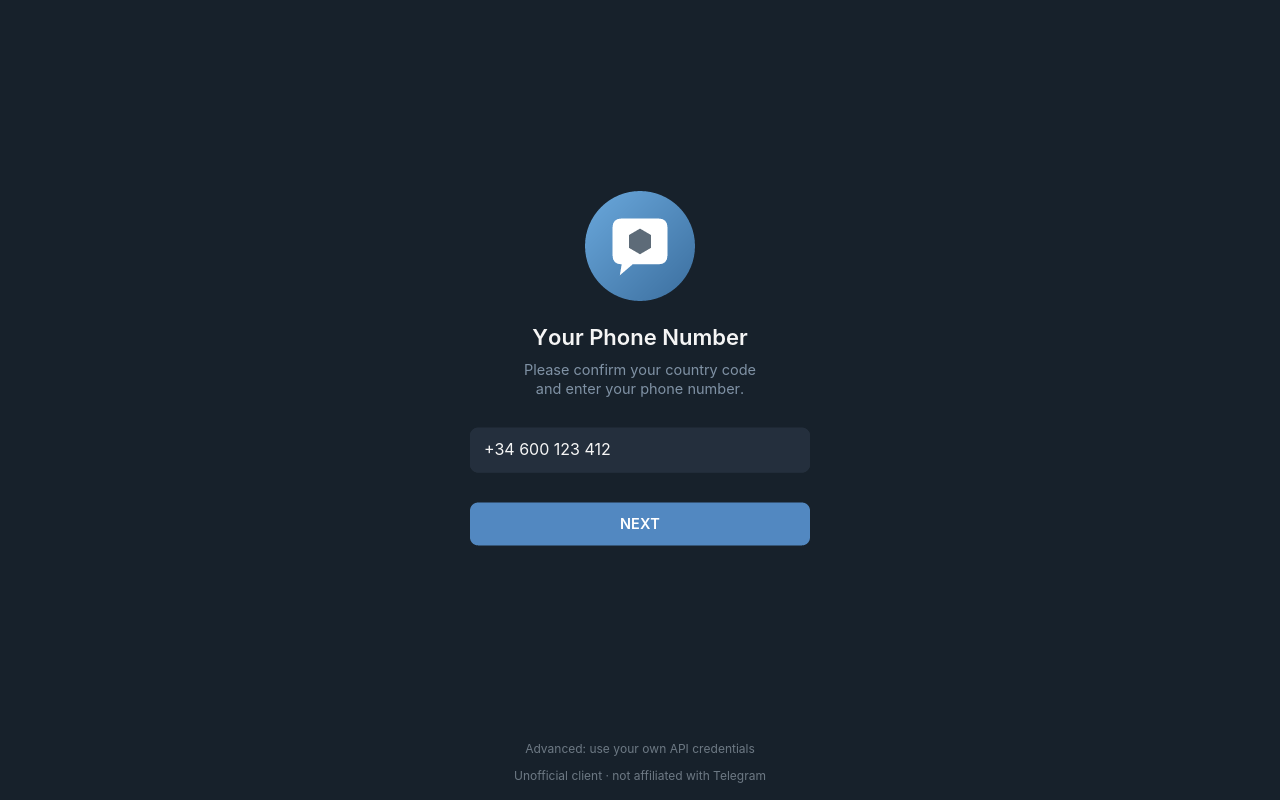 Your Phone Number
Please confirm your country code
and enter your phone number.
+34 600 123 412
NEXT
Advanced: use your own API credentials
Unofficial client · not affiliated with Telegram